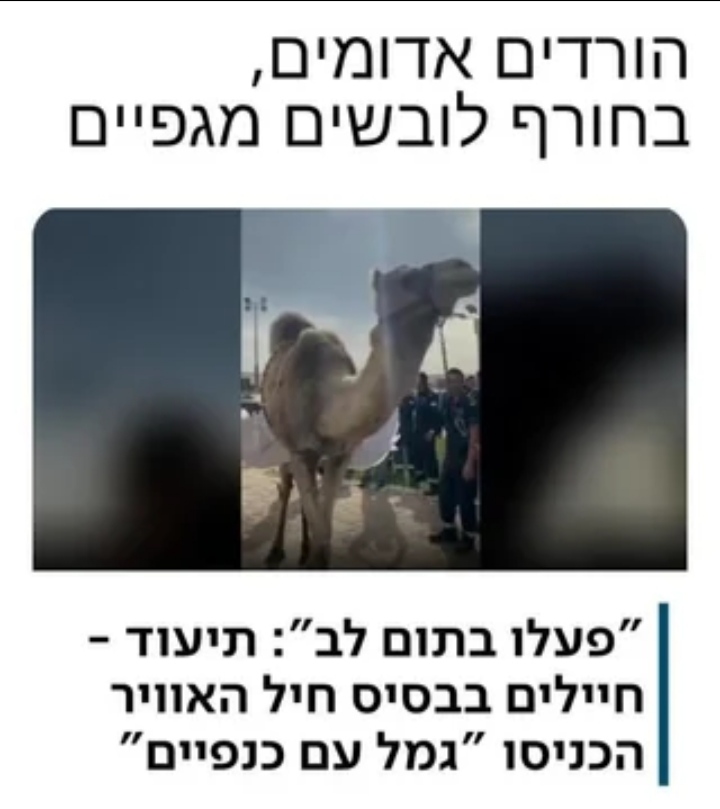 הורדים אדומים,
בחורף לובשים מגפיים
"פעלו בתום לב": תיעוד -
חיילים בבסיס חיל האוויר
הכניסו "גמל עם כנפיים"